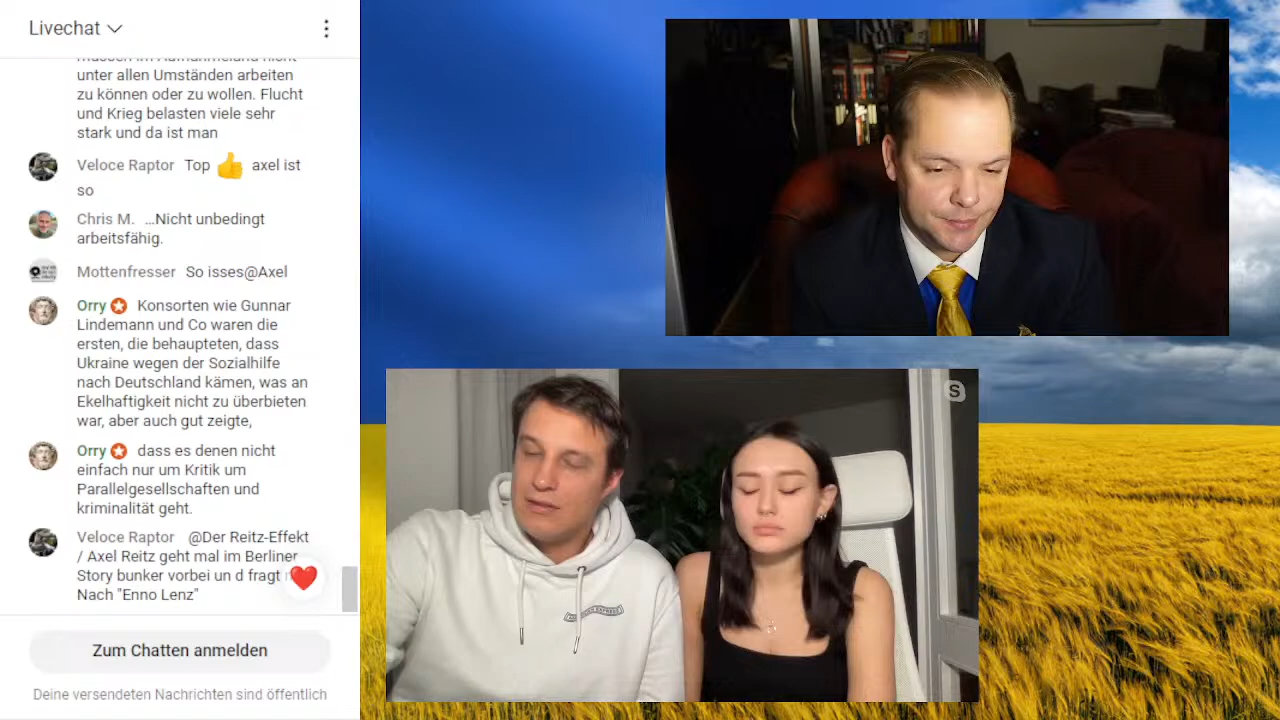 Livechat
unter allen Umständen arbeiten
zu können oder zu wollen. Flucht
und Krieg belasten viele sehr
stark und da ist man
Veloce Raptor Top 👍 axel ist
so
Chris M. …Nicht unbedingt
arbeitsfähig.
Mottenfresser So isses@Axel
Orry Konsorten wie Gunnar
Lindemann und Co waren die
ersten, die behaupteten, dass
Ukraine wegen der Sozialhilfe
nach Deutschland kämen, was an
Ekelhaftigkeit nicht zu überbieten
war, aber auch gut zeigte,
Orry dass es denen nicht
einfach nur um Kritik um
Parallelgesellschaften und
kriminalität geht.
Veloce Raptor @Der Reitz-Effekt
/ Axel Reitz geht mal im Berliner
Story bunker vorbei un d fragt
Nach "Enno Lenz"
Zum Chatten anmelden
Deine versendeten Nachrichten sind öffentlich